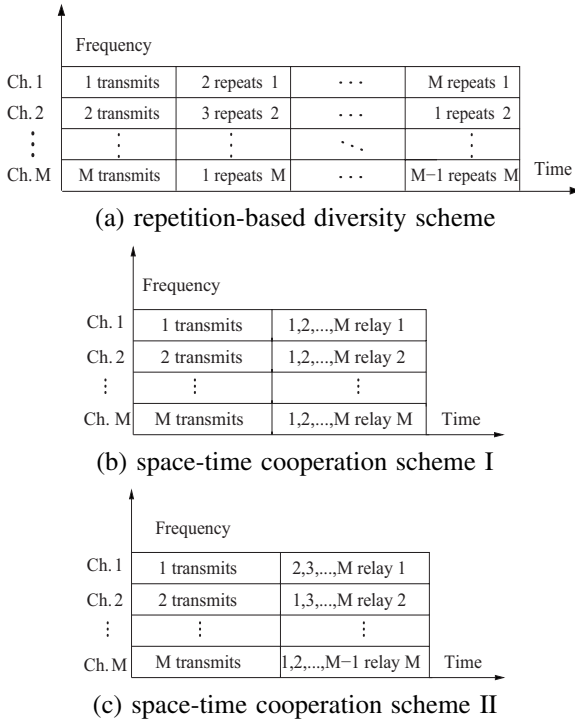 Frequency
Ch. 1 1 transmits 2 repeats 1 ... M repeats 1
Ch. 2 2 transmits 3 repeats 2 ... 1 repeats 2
⋮ ⋮ ⋮ ⋱ ⋮
Ch. M M transmits 1 repeats M ... M−1 repeats M Time
(a) repetition-based diversity scheme
Frequency
Ch. 1 1 transmits 1,2,...,M relay 1
Ch. 2 2 transmits 1,2,...,M relay 2
⋮ ⋮ ⋮
Ch. M M transmits 1,2,...,M relay M Time
(b) space-time cooperation scheme I
Frequency
Ch. 1 1 transmits 2,3,...,M relay 1
Ch. 2 2 transmits 1,3,...,M relay 2
⋮ ⋮ ⋮
Ch. M M transmits 1,2,...,M−1 relay M Time
(c) space-time cooperation scheme II